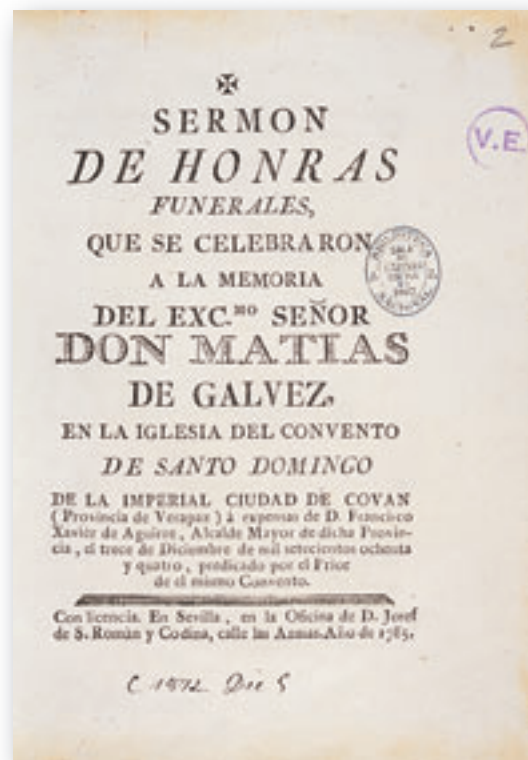 2
✠
SERMON
DE HONRAS
FUNERALES,
QUE SE CELEBRARON
A LA MEMORIA
DEL EXC.ᴹᴼ SEÑOR
DON MATIAS
DE GALVEZ,
EN LA IGLESIA DEL CONVENTO
DE SANTO DOMINGO
DE LA IMPERIAL CIUDAD DE COVAN
( Provincia de Verapaz ) à expensas de D. Francisco
Xavier de Aguirre, Alcalde Mayor de dicha Provin-
cia, el trece de Diciembre de mil setecientos ochenta
y quatro, predicado por el Prior
de el mismo Convento.
Con licencia. En Sevilla, en la Oficina de D. Josef
de S. Román y Codina, calle las Armas. Año de 1785.
V.E.